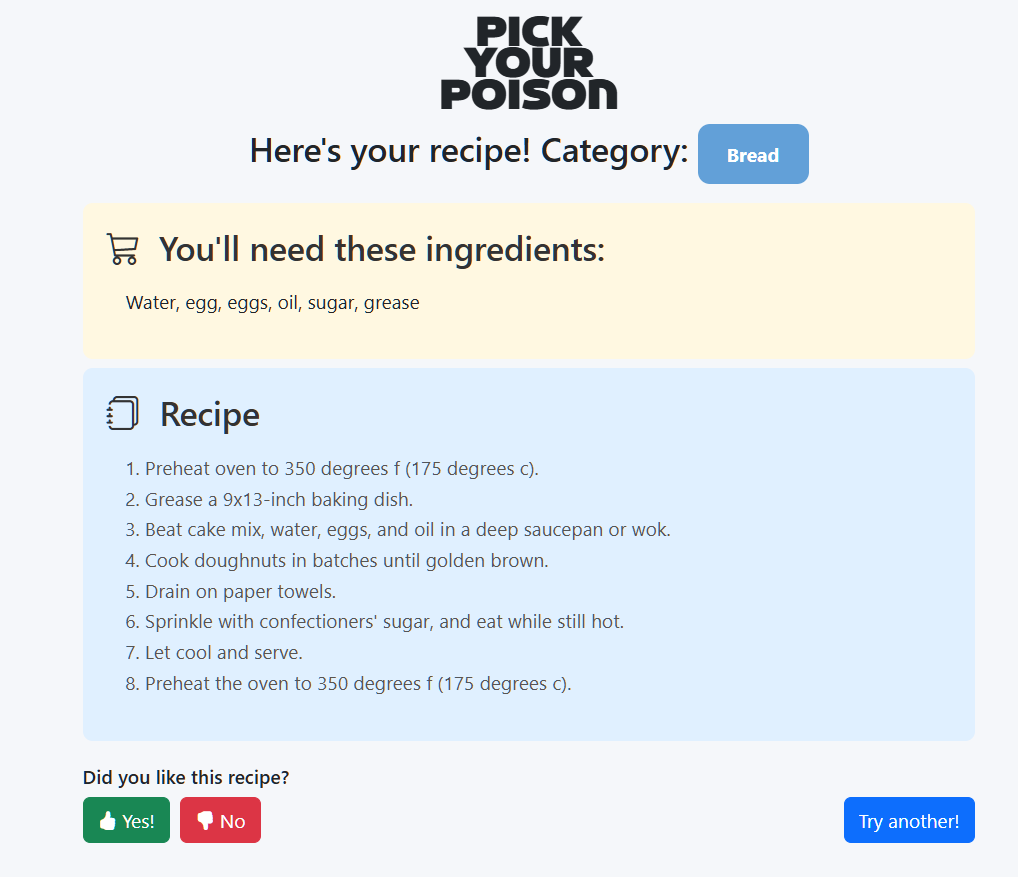 PICK
YOUR
POISON
Here's your recipe! Category: Bread
You'll need these ingredients:
Water, egg, eggs, oil, sugar, grease
Recipe
1. Preheat oven to 350 degrees f (175 degrees c).
2. Grease a 9x13-inch baking dish.
3. Beat cake mix, water, eggs, and oil in a deep saucepan or wok.
4. Cook doughnuts in batches until golden brown.
5. Drain on paper towels.
6. Sprinkle with confectioners' sugar, and eat while still hot.
7. Let cool and serve.
8. Preheat the oven to 350 degrees f (175 degrees c).
Did you like this recipe?
Yes! No Try another!